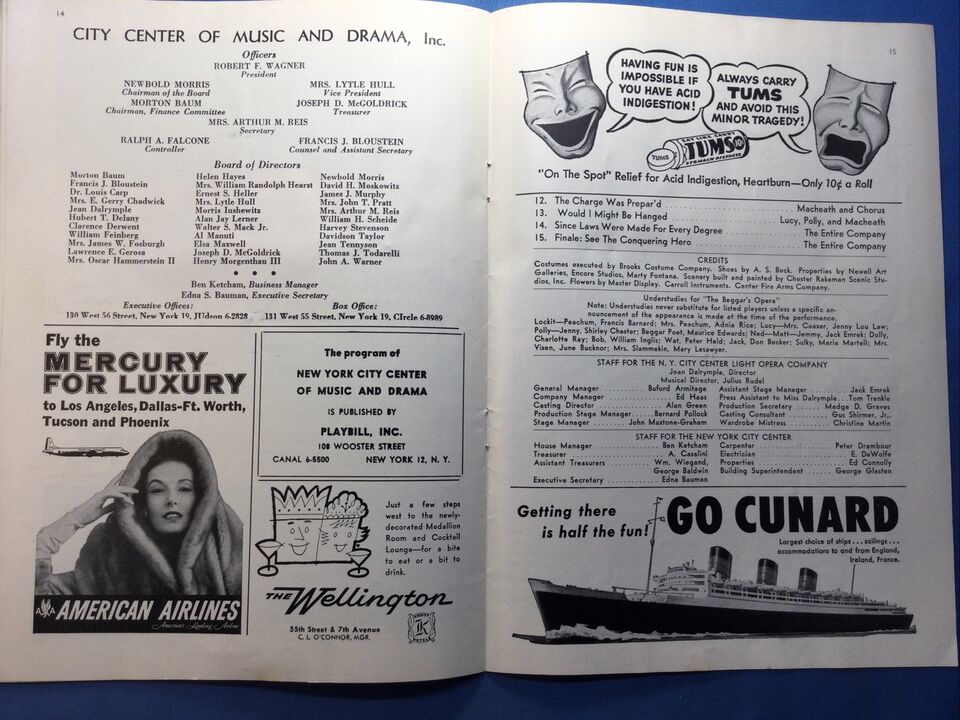 14
CITY CENTER OF MUSIC AND DRAMA, Inc.
Officers
ROBERT F. WAGNER
President
NEWBOLD MORRIS
Chairman of the Board
MRS. LYTLE HULL
Vice President
MORTON BAUM
Chairman, Finance Committee
JOSEPH D. McGOLDRICK
Treasurer
MRS. ARTHUR M. REIS
Secretary
RALPH A. FALCONE
Controller
FRANCIS J. BLOUSTEIN
Counsel and Assistant Secretary
Board of Directors
Morton Baum
Francis J. Bloustein
Dr. Louis Carp
Mrs. E. Gerry Chadwick
Jean Dalrymple
Hubert T. Delany
Clarence Derwent
William Feinberg
Mrs. James W. Fosburgh
Lawrence E. Gerosa
Mrs. Oscar Hammerstein II
Helen Hayes
Mrs. William Randolph Hearst
Ernest S. Heller
Mrs. Lytle Hull
Morris Iushewitz
Alan Jay Lerner
Walter S. Mack Jr.
Al Manuti
Elsa Maxwell
Joseph D. McGoldrick
Henry Morgenthau III
Newbold Morris
David H. Moskowitz
James J. Murphy
Mrs. John T. Pratt
Mrs. Arthur M. Reis
William H. Scheide
Harvey Stevenson
Davidson Taylor
Jean Tennyson
Thomas J. Todarelli
John A. Warner
Ben Ketcham, Business Manager
Edna S. Bauman, Executive Secretary
Executive Offices:
130 West 56 Street, New York 19, JUdson 6-2828
Box Office:
131 West 55 Street, New York 19, CIrcle 6-8989
Fly the
MERCURY
FOR LUXURY
to Los Angeles, Dallas-Ft. Worth,
Tucson and Phoenix
AA AMERICAN AIRLINES
America's Leading Airline
The program of
NEW YORK CITY CENTER
OF MUSIC AND DRAMA
IS PUBLISHED BY
PLAYBILL, INC.
108 WOOSTER STREET
CANAL 6-5500 NEW YORK 12, N. Y.
Just a few steps
west to the newly-
decorated Medallion
Room and Cocktail
Lounge—for a bite
to eat or a bit to
drink.
THE Wellington
55th Street & 7th Avenue
C. L. O'CONNOR, MGR.
K
15
HAVING FUN IS
IMPOSSIBLE IF
YOU HAVE ACID
INDIGESTION!
ALWAYS CARRY
TUMS
AND AVOID THIS
MINOR TRAGEDY!
TUMS
EAT LIKE CANDY
TUMS 10¢
"On The Spot" Relief for Acid Indigestion, Heartburn—Only 10¢ a Roll
12. The Charge Was Prepar'd ........ Macheath and Chorus
13. Would I Might Be Hanged ........ Lucy, Polly, and Macheath
14. Since Laws Were Made For Every Degree ........ The Entire Company
15. Finale: See The Conquering Hero ........ The Entire Company
CREDITS
Costumes executed by Brooks Costume Company. Shoes by A. S. Beck. Properties by Newell Art
Galleries, Encore Studios, Marty Fontana. Scenery built and painted by Chester Rakeman Scenic Stu-
dios, Inc. Flowers by Master Display. Carroll Instruments. Center Fire Arms Company.
Understudies for "The Beggar's Opera"
Note: Understudies never substitute for listed players unless a specific an-
nouncement of the appearance is made at the time of the performance.
Lockit—Peachum, Francis Barnard; Mrs. Peachum, Adnia Rice; Lucy—Mrs. Coaxer, Jenny Lou Law;
Polly—Jenny, Shirley Chester; Beggar Poet, Maurice Edwards; Ned—Matt—Jemmy, Jack Emrek; Dolly,
Charlotte Ray; Bob, William Inglis; Wat, Peter Held; Jack, Don Becker; Sulky, Maria Martell; Mrs.
Vixen, June Bucknor; Mrs. Slammekin, Mary Lesawyer.
STAFF FOR THE N. Y. CITY CENTER LIGHT OPERA COMPANY
Jean Dalrymple, Director
Musical Director, Julius Rudel
General Manager ........ Buford Armitage
Company Manager ........ Ed Haas
Casting Director ........ Alan Green
Production Stage Manager ........ Bernard Pollock
Stage Manager ........ John Maxtone-Graham
Assistant Stage Manager ........ Jack Emrek
Press Assistant to Miss Dalrymple .. Tom Trenkle
Production Secretary ........ Madge D. Graves
Casting Consultant ........ Gus Shirmer, Jr.
Wardrobe Mistress ........ Christine Martin
STAFF FOR THE NEW YORK CITY CENTER
House Manager ........ Ben Ketcham
Treasurer ........ A. Casalini
Assistant Treasurers ........ Wm. Wiegand,
George Baldwin
Executive Secretary ........ Edna Bauman
Carpenter ........ Peter Drambour
Electrician ........ E. DeWolfe
Properties ........ Ed Connolly
Building Superintendent ........ George Glasten
Getting there
is half the fun!
GO CUNARD
Largest choice of ships . . . sailings . . .
accommodations to and from England,
Ireland, France.